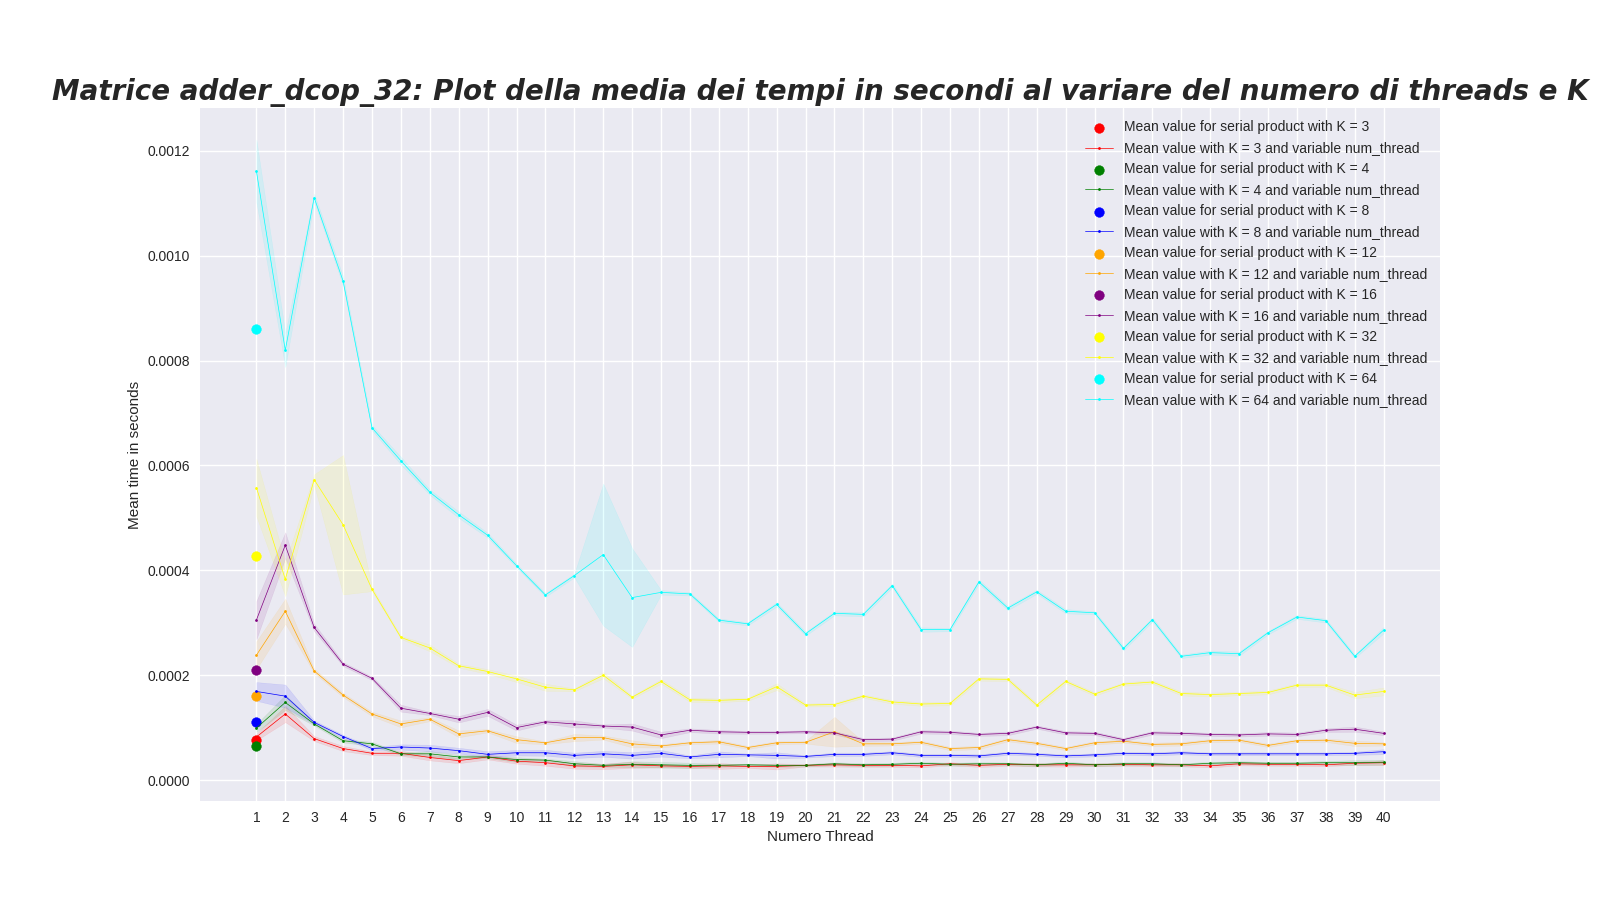 Matrice adder_dcop_32: Plot della media dei tempi in secondi al variare del numero di threads e K
Mean value for serial product with K = 3
Mean value with K = 3 and variable num_thread
Mean value for serial product with K = 4
Mean value with K = 4 and variable num_thread
Mean value for serial product with K = 8
Mean value with K = 8 and variable num_thread
Mean value for serial product with K = 12
Mean value with K = 12 and variable num_thread
Mean value for serial product with K = 16
Mean value with K = 16 and variable num_thread
Mean value for serial product with K = 32
Mean value with K = 32 and variable num_thread
Mean value for serial product with K = 64
Mean value with K = 64 and variable num_thread
Mean time in seconds
0.0012
0.0010
0.0008
0.0006
0.0004
0.0002
0.0000
1 2 3 4 5 6 7 8 9 10 11 12 13 14 15 16 17 18 19 20 21 22 23 24 25 26 27 28 29 30 31 32 33 34 35 36 37 38 39 40
Numero Thread